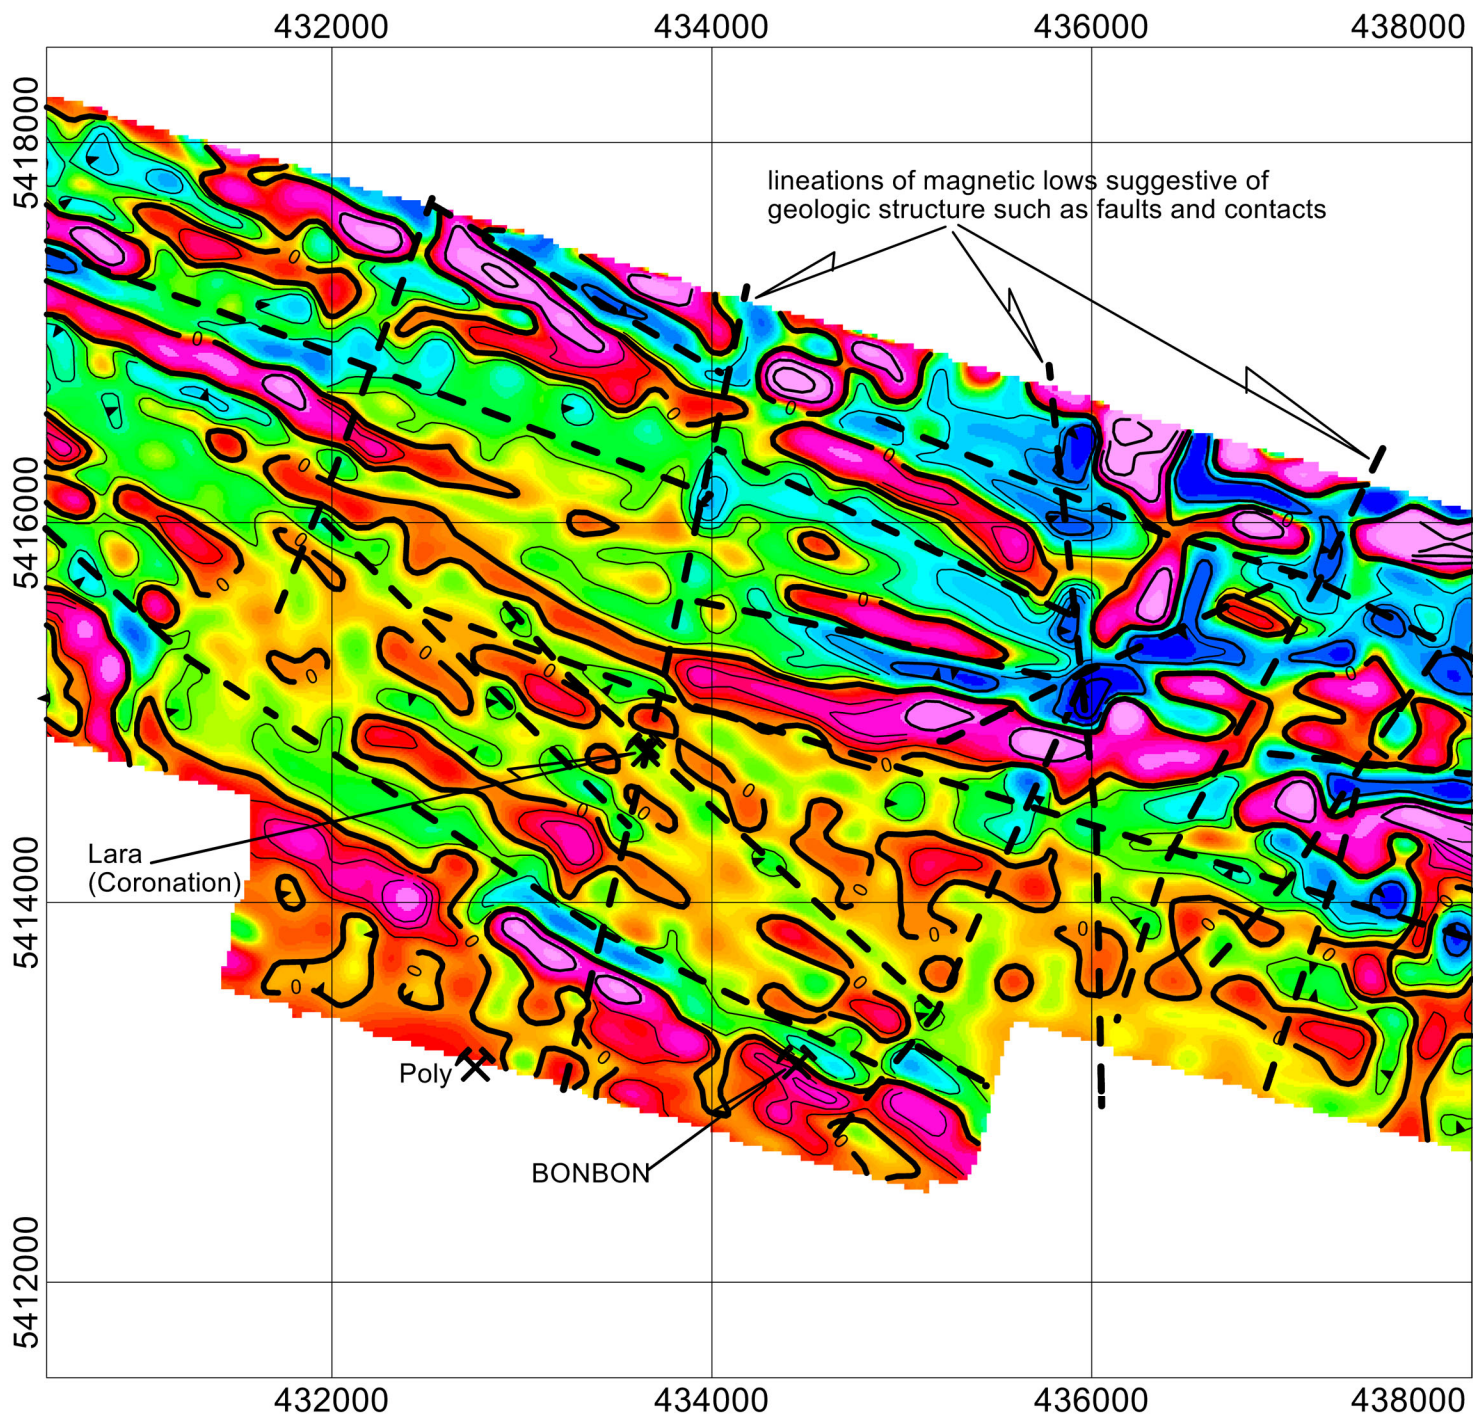 432000 434000 436000 438000
5418000
lineations of magnetic lows suggestive of
geologic structure such as faults and contacts
5416000
Lara
(Coronation)
5414000
Poly
BONBON
5412000
432000 434000 436000 438000